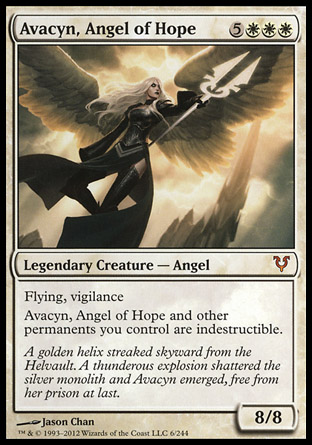 Avacyn, Angel of Hope 5
Legendary Creature — Angel
Flying, vigilance
Avacyn, Angel of Hope and other
permanents you control are indestructible.
A golden helix streaked skyward from the
Helvault. A thunderous explosion shattered the
silver monolith and Avacyn emerged, free from
her prison at last.
Jason Chan
™ & © 1993–2012 Wizards of the Coast LLC 6/244
8/8